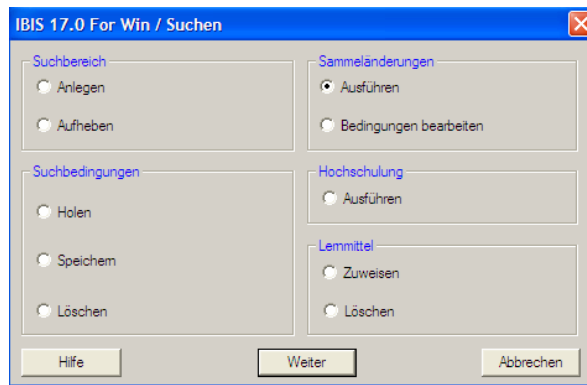 IBIS 17.0 For Win / Suchen
Suchbereich
Anlegen
Aufheben
Sammeländerungen
Ausführen
Bedingungen bearbeiten
Suchbedingungen
Holen
Speichern
Löschen
Hochschulung
Ausführen
Lernmittel
Zuweisen
Löschen
Hilfe
Weiter
Abbrechen